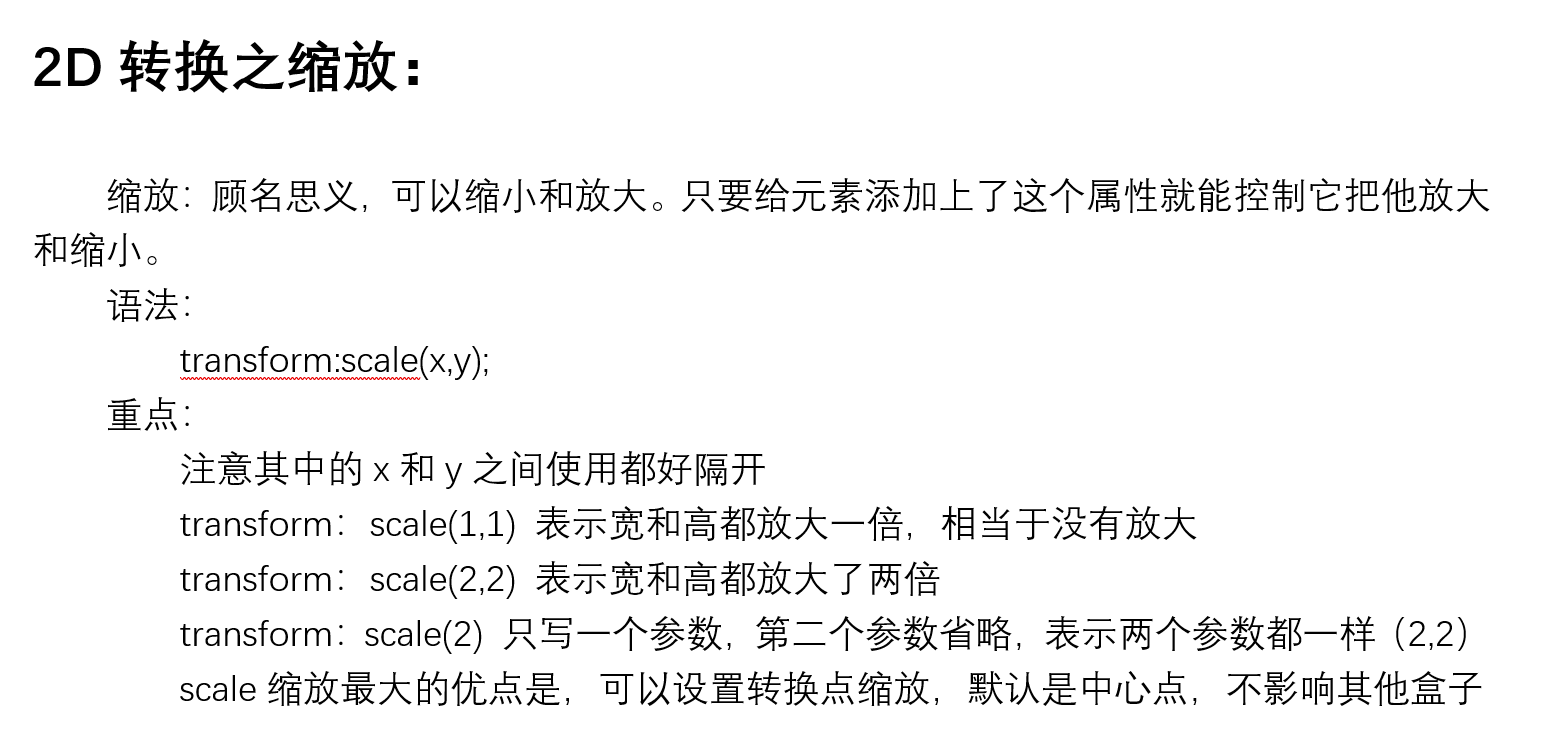 2D 转换之缩放：
缩放：顾名思义，可以缩小和放大。只要给元素添加上了这个属性就能控制它把他放大
和缩小。
语法：
transform:scale(x,y);
重点：
注意其中的 x 和 y 之间使用都好隔开
transform：scale(1,1) 表示宽和高都放大一倍，相当于没有放大
transform：scale(2,2) 表示宽和高都放大了两倍
transform：scale(2) 只写一个参数，第二个参数省略，表示两个参数都一样（2,2）
scale 缩放最大的优点是，可以设置转换点缩放，默认是中心点，不影响其他盒子